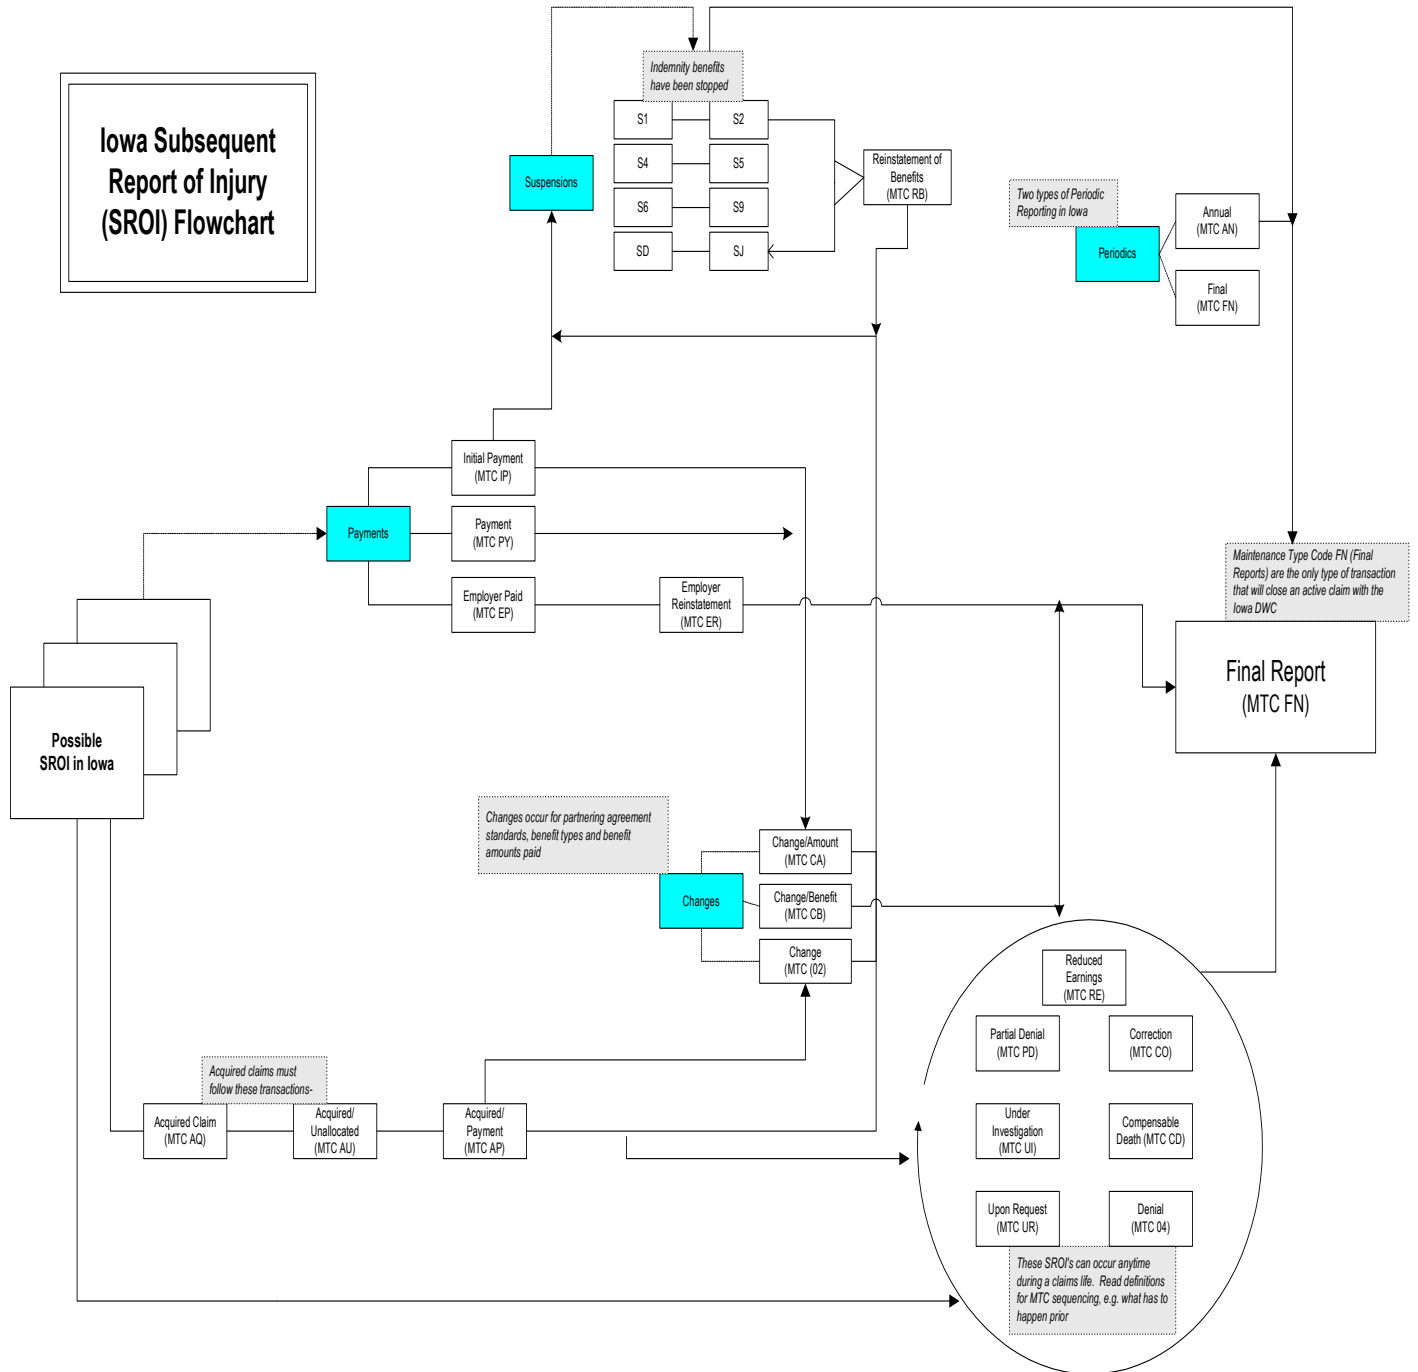 Iowa Subsequent
Report of Injury
(SROI) Flowchart
Indemnity benefits
have been stopped
S1
S2
S4
S5
S6
S9
SD
SJ
Suspensions
Reinstatement of
Benefits
(MTC RB)
Two types of Periodic
Reporting in Iowa
Periodics
Annual
(MTC AN)
Final
(MTC FN)
Initial Payment
(MTC IP)
Payments
Payment
(MTC PY)
Employer Paid
(MTC EP)
Employer
Reinstatement
(MTC ER)
Maintenance Type Code FN (Final
Reports) are the only type of transaction
that will close an active claim with the
Iowa DWC
Final Report
(MTC FN)
Possible
SROI in Iowa
Changes occur for partnering agreement
standards, benefit types and benefit
amounts paid
Changes
Change/Amount
(MTC CA)
Change/Benefit
(MTC CB)
Change
(MTC (02)
Acquired claims must
follow these transactions-
Acquired Claim
(MTC AQ)
Acquired/
Unallocated
(MTC AU)
Acquired/
Payment
(MTC AP)
Reduced
Earnings
(MTC RE)
Partial Denial
(MTC PD)
Correction
(MTC CO)
Under
Investigation
(MTC UI)
Compensable
Death (MTC CD)
Upon Request
(MTC UR)
Denial
(MTC 04)
These SROI's can occur anytime
during a claims life.  Read definitions
for MTC sequencing, e.g. what has to
happen prior